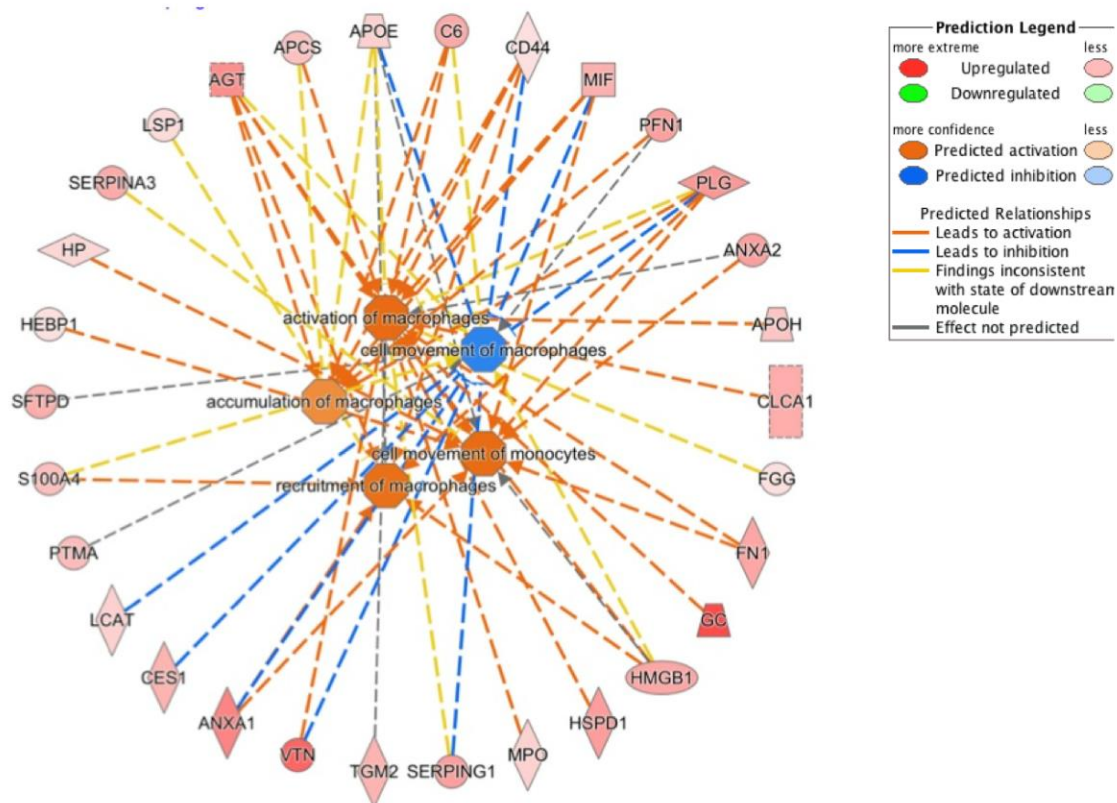 APOE
C6
APCS
CD44
AGT
MIF
LSP1
PFN1
SERPINA3
PLG
HP
ANXA2
activation of macrophages
HEBP1
APOH
cell movement of macrophages
SFTPD
accumulation of macrophages
CLCA1
cell movement of monocytes
S100A4
recruitment of macrophages
FGG
PTMA
FN1
LCAT
GC
CES1
HMGB1
ANXA1
HSPD1
VTN
MPO
TGM2
SERPING1
Prediction Legend
more extreme less
Upregulated
Downregulated
more confidence less
Predicted activation
Predicted inhibition
Predicted Relationships
Leads to activation
Leads to inhibition
Findings inconsistent
with state of downstream
molecule
Effect not predicted